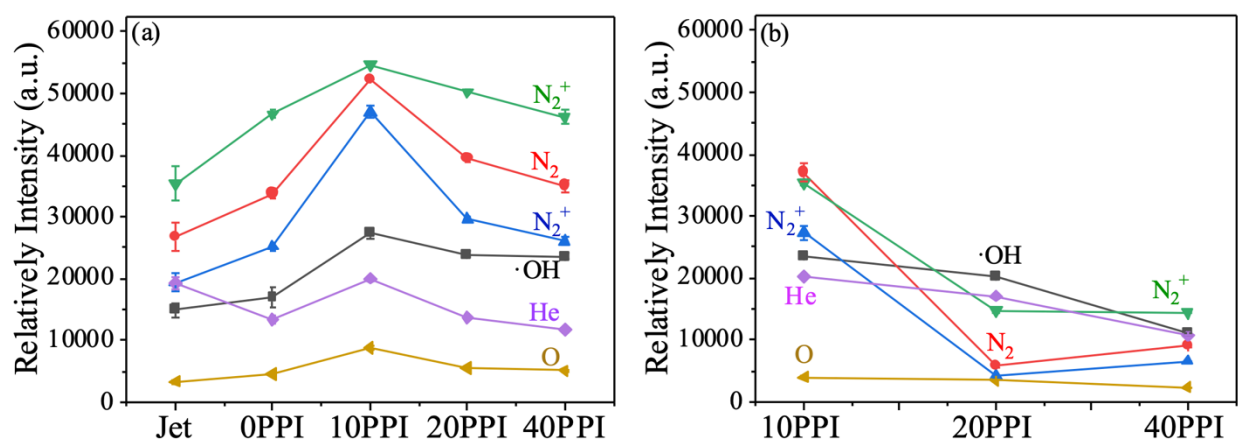 Relatively Intensity (a.u.)
(a)
60000
50000
40000
30000
20000
10000
0
N₂⁺
N₂
N₂⁺
·OH
He
O
Jet 0PPI 10PPI 20PPI 40PPI
Relatively Intensity (a.u.)
(b)
60000
50000
40000
30000
20000
10000
0
N₂⁺
·OH
He
N₂⁺
N₂
O
10PPI 20PPI 40PPI